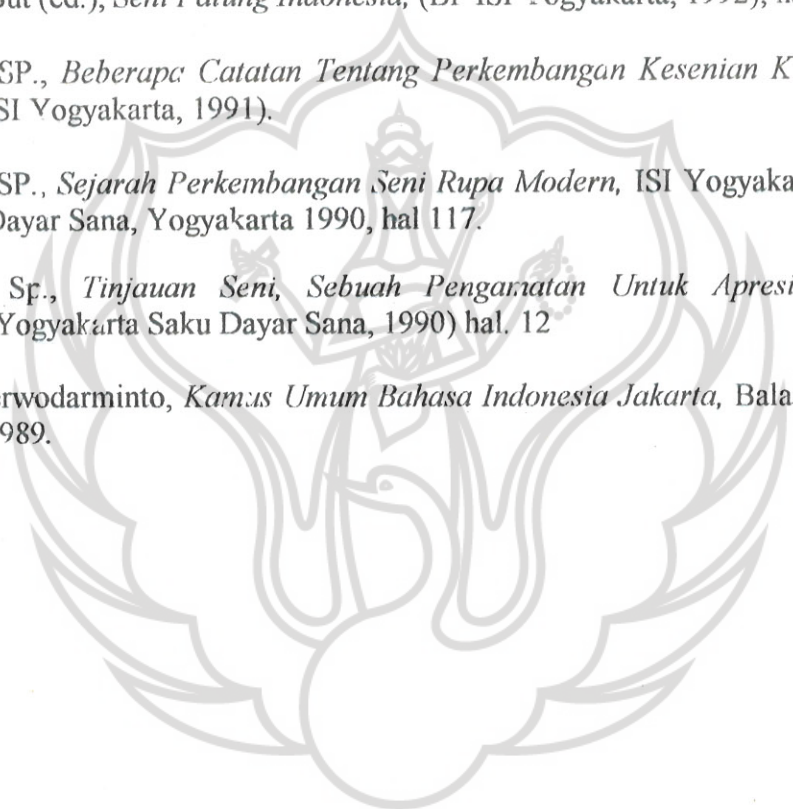 but (ed.), Seni Patung Indonesia, (BP ISI Yogyakarta, 1992), h
SP., Beberapa Catatan Tentang Perkembangan Kesenian K
SI Yogyakarta, 1991).
SP., Sejarah Perkembangan Seni Rupa Modern, ISI Yogyaka
Dayar Sana, Yogyakarta 1990, hal 117.
Sp., Tinjauan Seni, Sebuah Pengamatan Untuk Apresi
Yogyakarta Saku Dayar Sana, 1990) hal. 12
erwodarminto, Kamus Umum Bahasa Indonesia Jakarta, Bala
989.